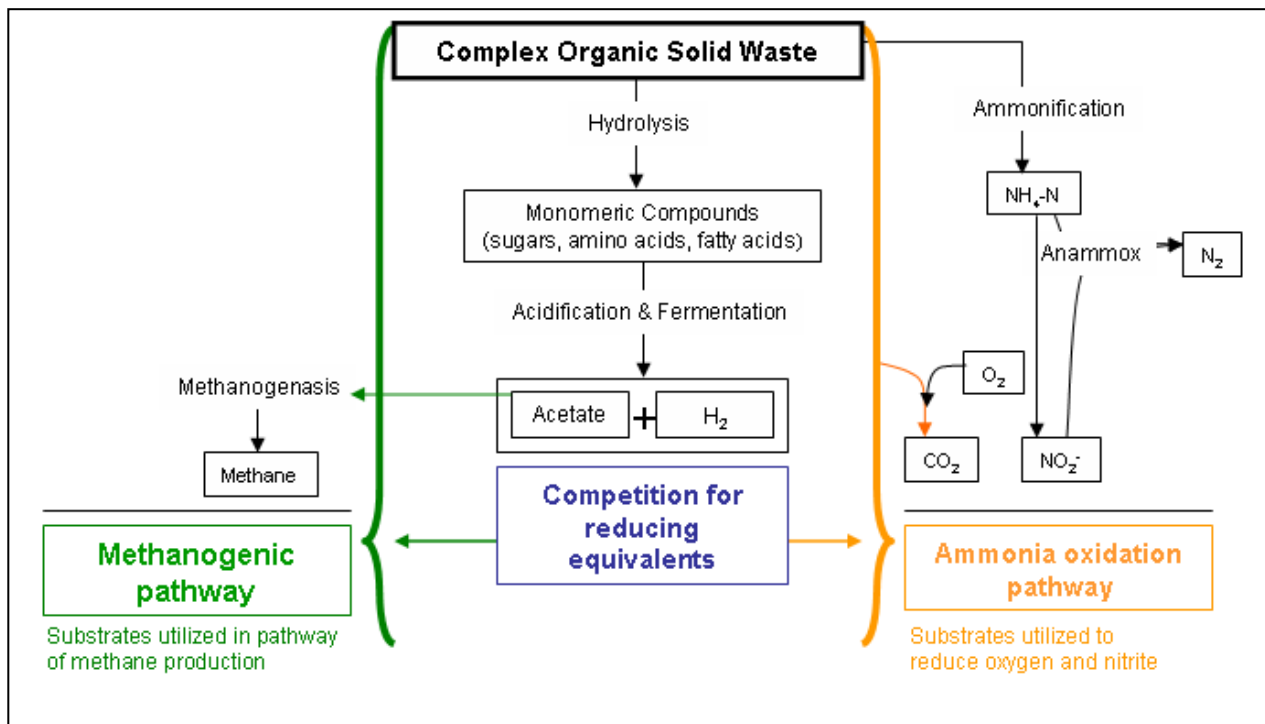 Complex Organic Solid Waste
Hydrolysis
Ammonification
NH₄-N
Monomeric Compounds
(sugars, amino acids, fatty acids)
Anammox
N₂
Acidification & Fermentation
Methanogenasis
O₂
Acetate + H₂
Methane
CO₂
NO₂⁻
Competition for
reducing
equivalents
Methanogenic
pathway
Ammonia oxidation
pathway
Substrates utilized in pathway
of methane production
Substrates utilized to
reduce oxygen and nitrite